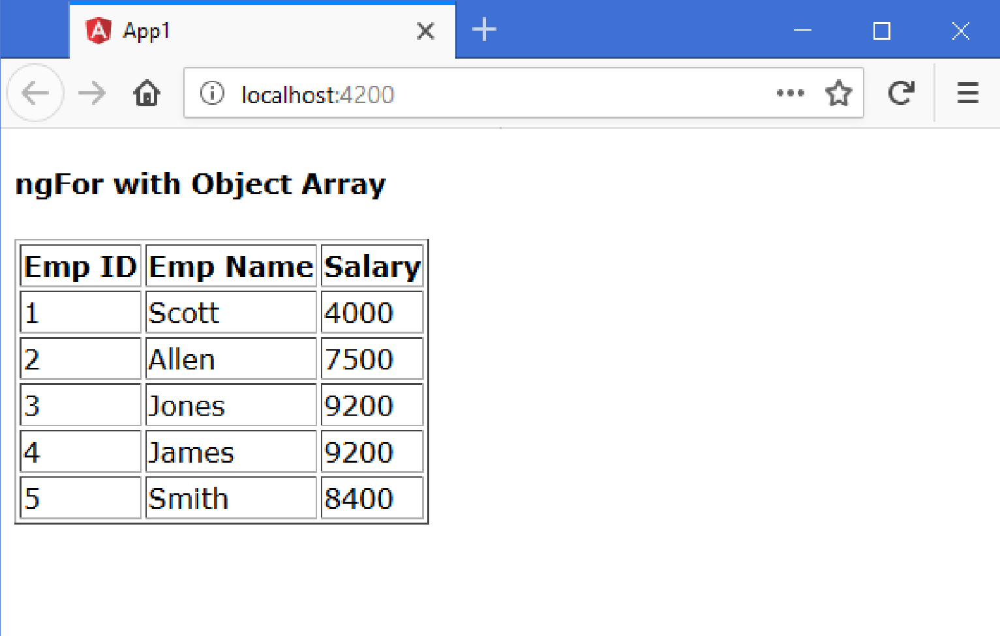 App1
localhost:4200
ngFor with Object Array
Emp ID Emp Name Salary
1 Scott 4000
2 Allen 7500
3 Jones 9200
4 James 9200
5 Smith 8400